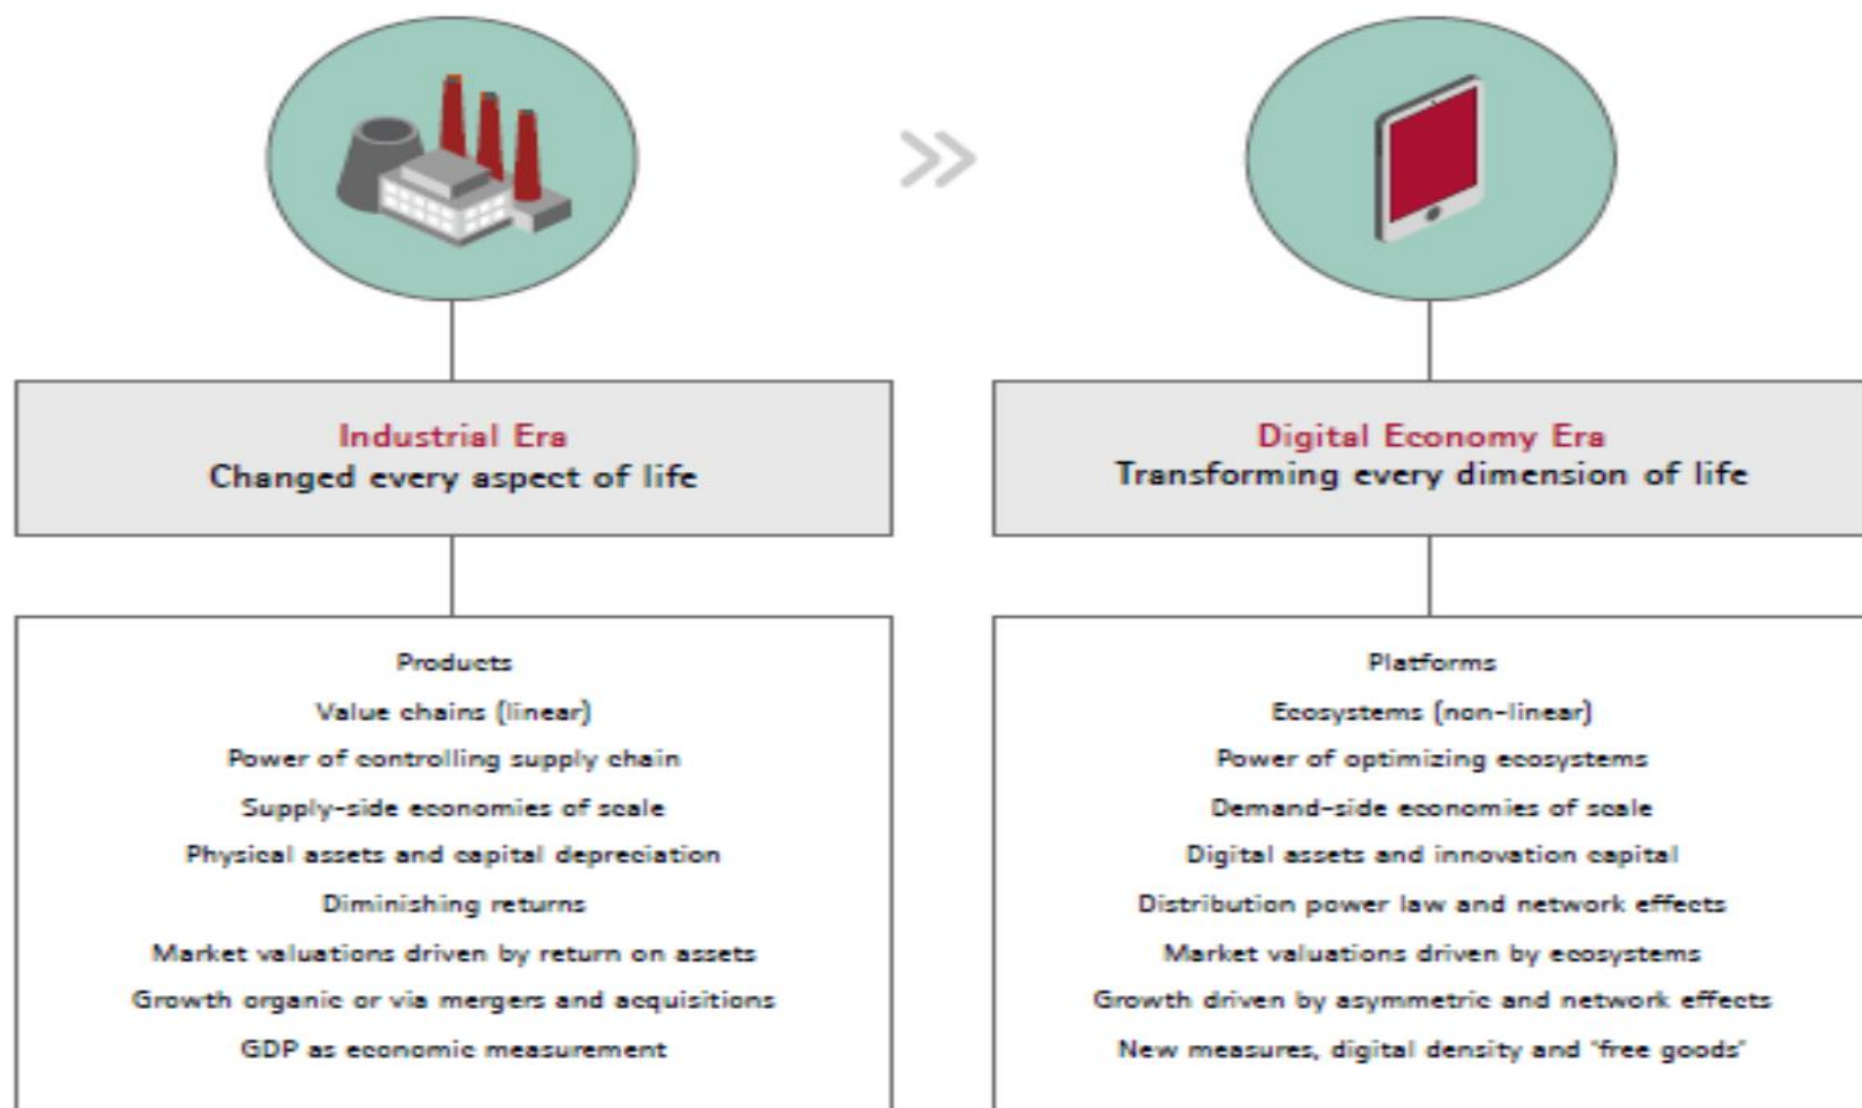 Industrial Era
Changed every aspect of life
Products
Value chains (linear)
Power of controlling supply chain
Supply-side economies of scale
Physical assets and capital depreciation
Diminishing returns
Market valuations driven by return on assets
Growth organic or via mergers and acquisitions
GDP as economic measurement
Digital Economy Era
Transforming every dimension of life
Platforms
Ecosystems (non-linear)
Power of optimizing ecosystems
Demand-side economies of scale
Digital assets and innovation capital
Distribution power law and network effects
Market valuations driven by ecosystems
Growth driven by asymmetric and network effects
New measures, digital density and 'free goods'